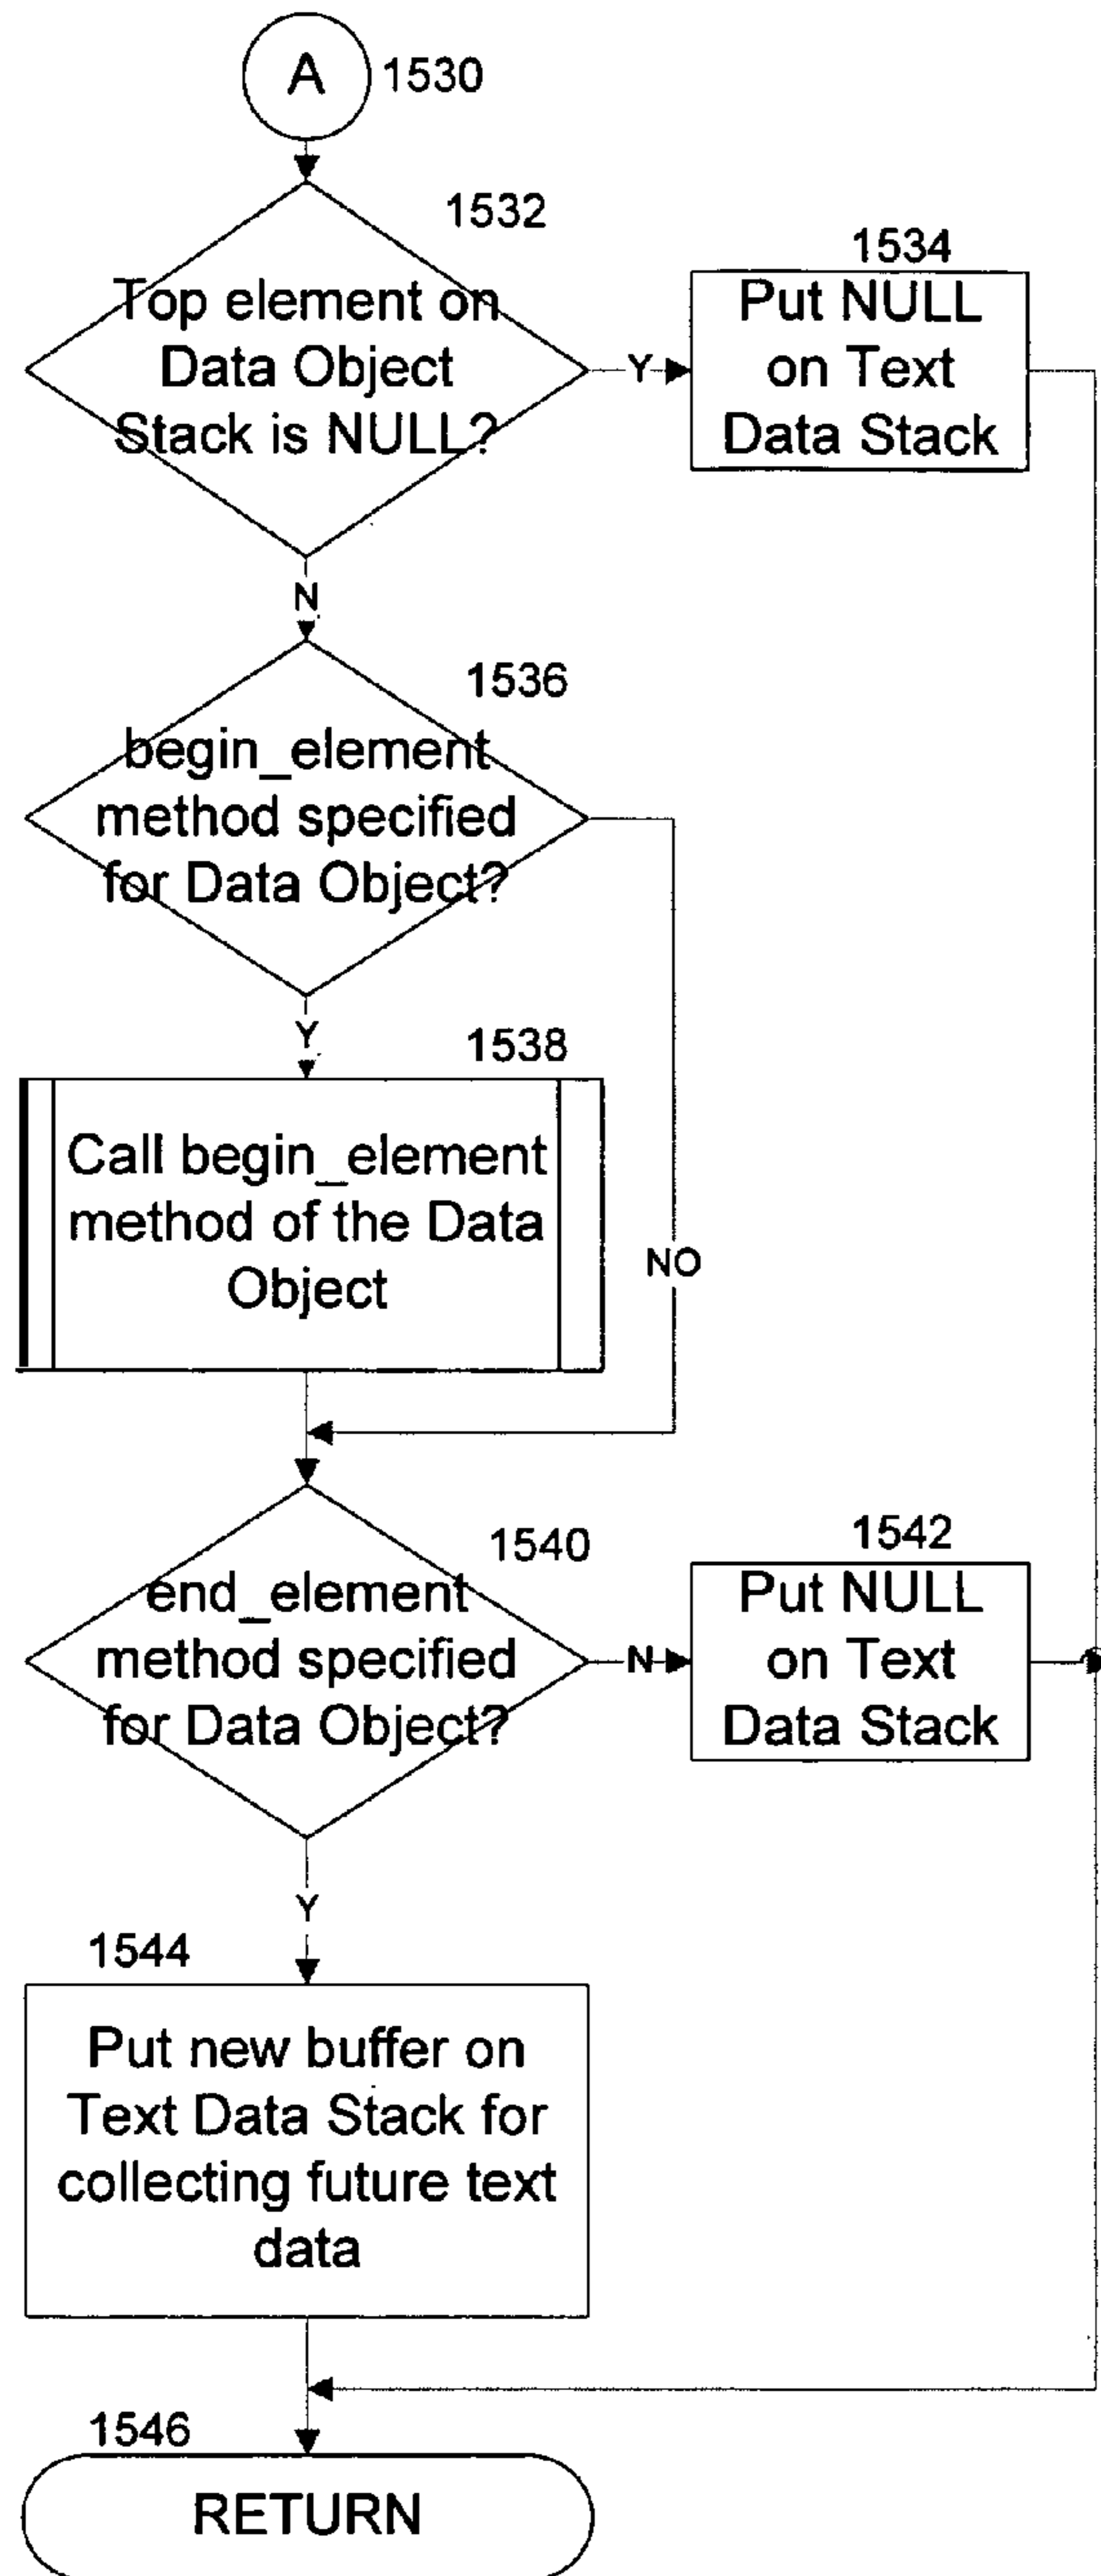 A 1530
1532
Top element on
Data Object
Stack is NULL?
Y
1534
Put NULL
on Text
Data Stack
N
1536
begin_element
method specified
for Data Object?
Y
NO
1538
Call begin_element
method of the Data
Object
1540
end_element
method specified
for Data Object?
N
1542
Put NULL
on Text
Data Stack
Y
1544
Put new buffer on
Text Data Stack for
collecting future text
data
1546
RETURN